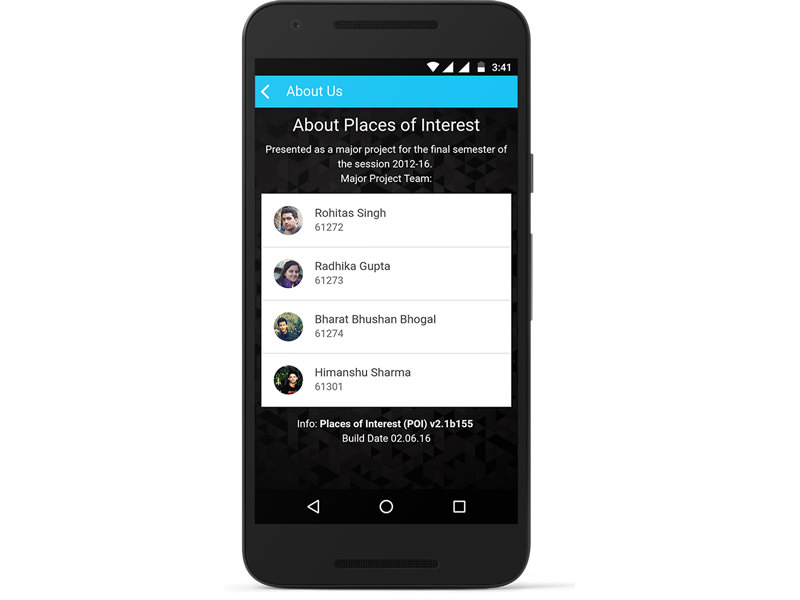 3:41
About Us
About Places of Interest
Presented as a major project for the final semester of
the session 2012-16.
Major Project Team:
Rohitas Singh
61272
Radhika Gupta
61273
Bharat Bhushan Bhogal
61274
Himanshu Sharma
61301
Info: Places of Interest (POI) v2.1b155
Build Date 02.06.16